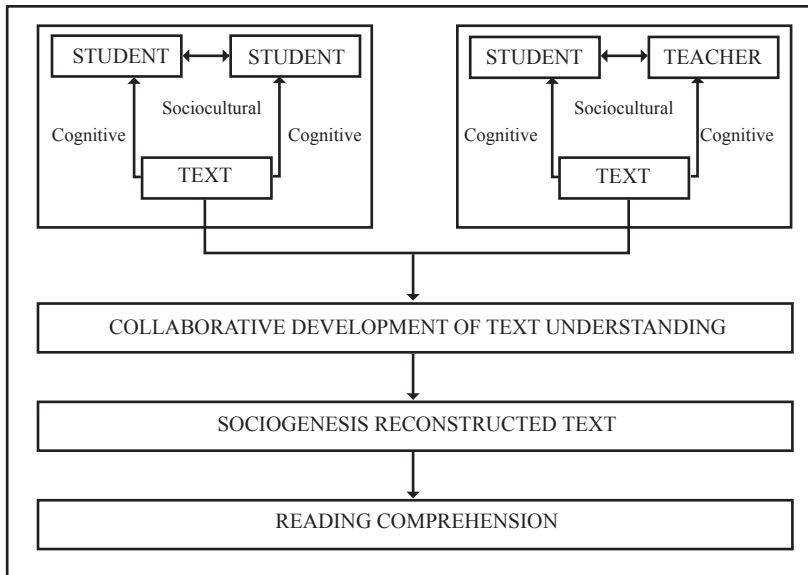 STUDENT STUDENT
Sociocultural
Cognitive Cognitive
TEXT
STUDENT TEACHER
Sociocultural
Cognitive Cognitive
TEXT
COLLABORATIVE DEVELOPMENT OF TEXT UNDERSTANDING
SOCIOGENESIS RECONSTRUCTED TEXT
READING COMPREHENSION